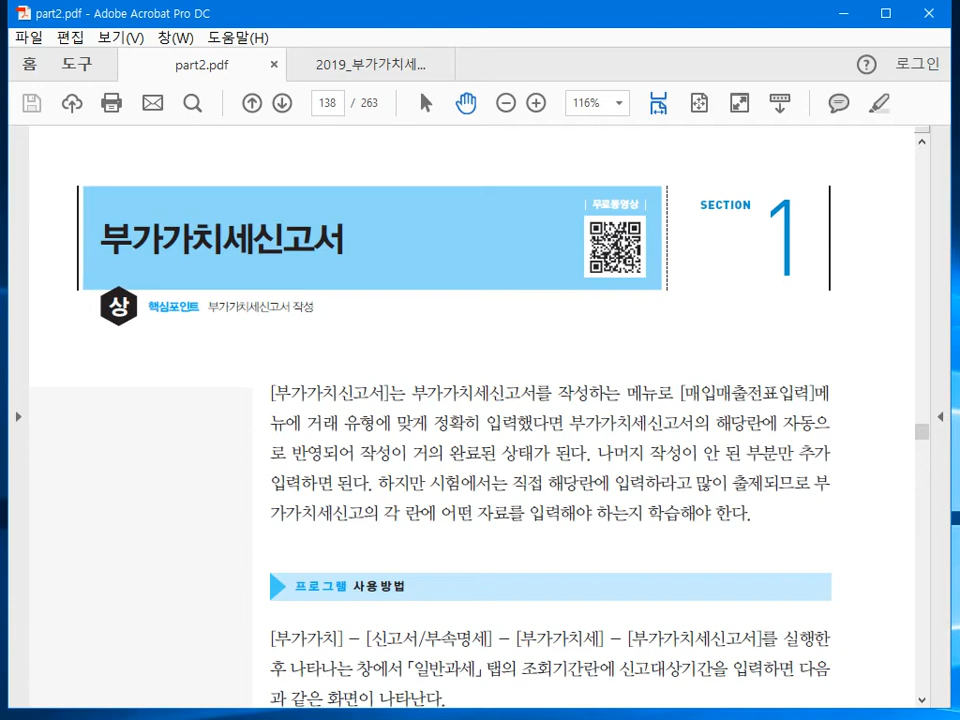 part2.pdf - Adobe Acrobat Pro DC
파일 편집 보기(V) 창(W) 도움말(H)
홈 도구 part2.pdf × 2019_부가가치세... ? 로그인
138 / 263 116%
무료동영상
SECTION 1
부가가치세신고서
상 핵심포인트 부가가치세신고서 작성
[부가가치신고서]는 부가가치세신고서를 작성하는 메뉴로 [매입매출전표입력]메
뉴에 거래 유형에 맞게 정확히 입력했다면 부가가치세신고서의 해당란에 자동으
로 반영되어 작성이 거의 완료된 상태가 된다. 나머지 작성이 안 된 부분만 추가
입력하면 된다. 하지만 시험에서는 직접 해당란에 입력하라고 많이 출제되므로 부
가가치세신고의 각 란에 어떤 자료를 입력해야 하는지 학습해야 한다.
프로그램 사용방법
[부가가치] – [신고서/부속명세] – [부가가치세] – [부가가치세신고서]를 실행한
후 나타나는 창에서 「일반과세」 탭의 조회기간란에 신고대상기간을 입력하면 다음
과 같은 화면이 나타난다.